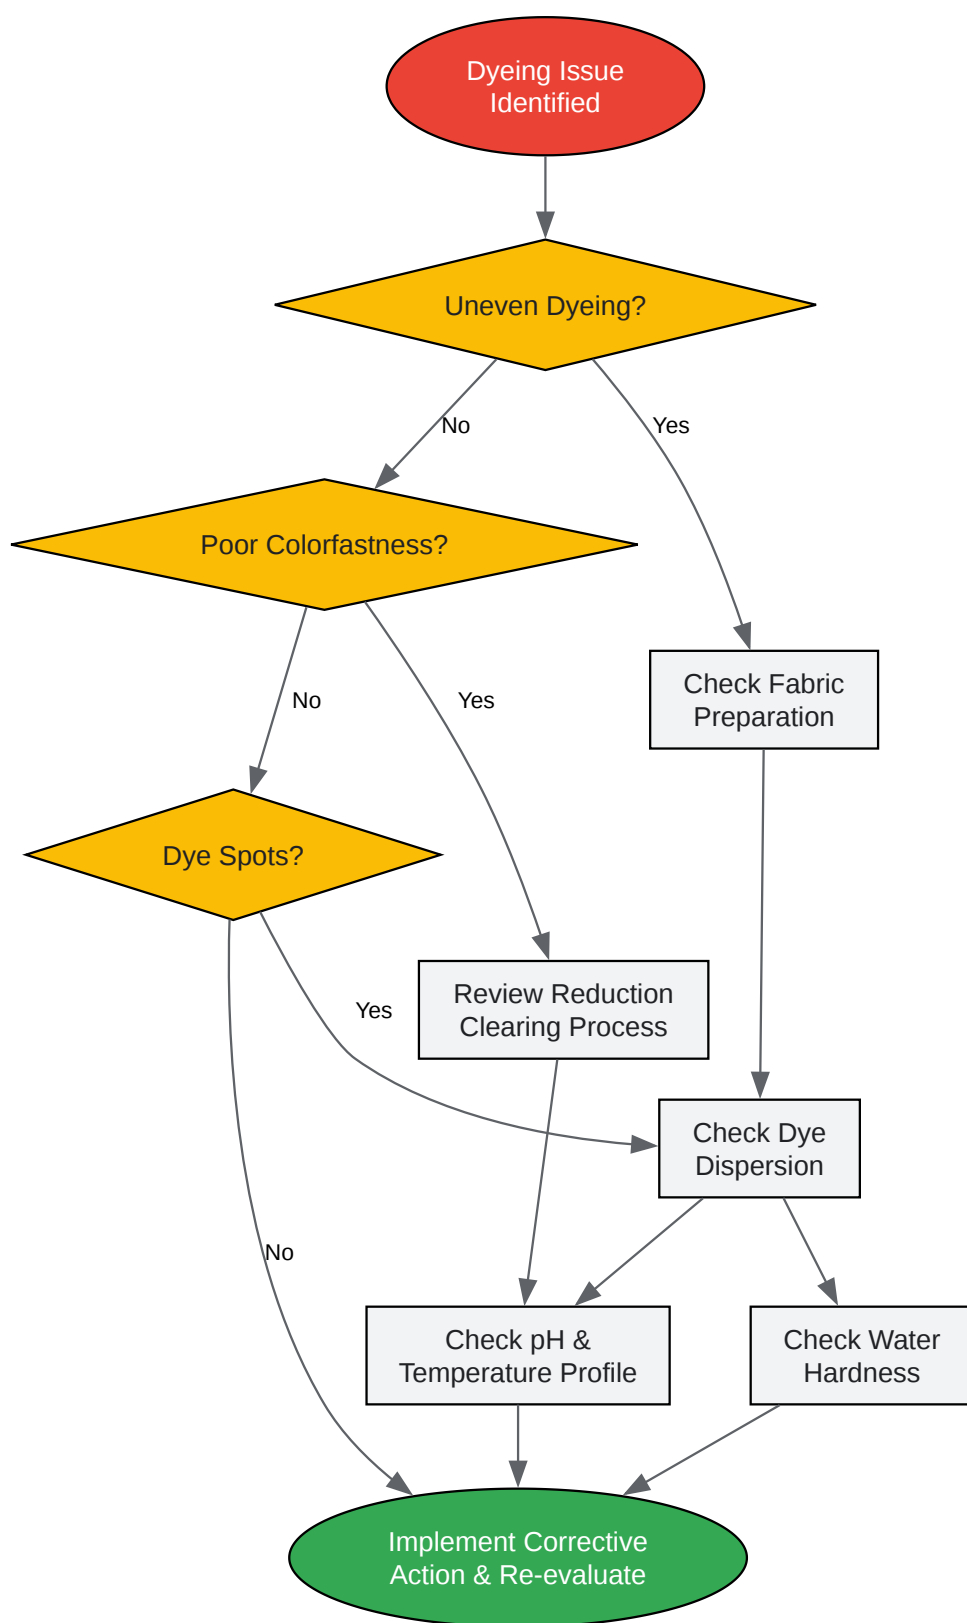 Dyeing Issue
Identified
Uneven Dyeing?
No
Yes
Poor Colorfastness?
Check Fabric
Preparation
No
Yes
Dye Spots?
Review Reduction
Clearing Process
Yes
Check Dye
Dispersion
No
Check pH &
Temperature Profile
Check Water
Hardness
Implement Corrective
Action & Re-evaluate